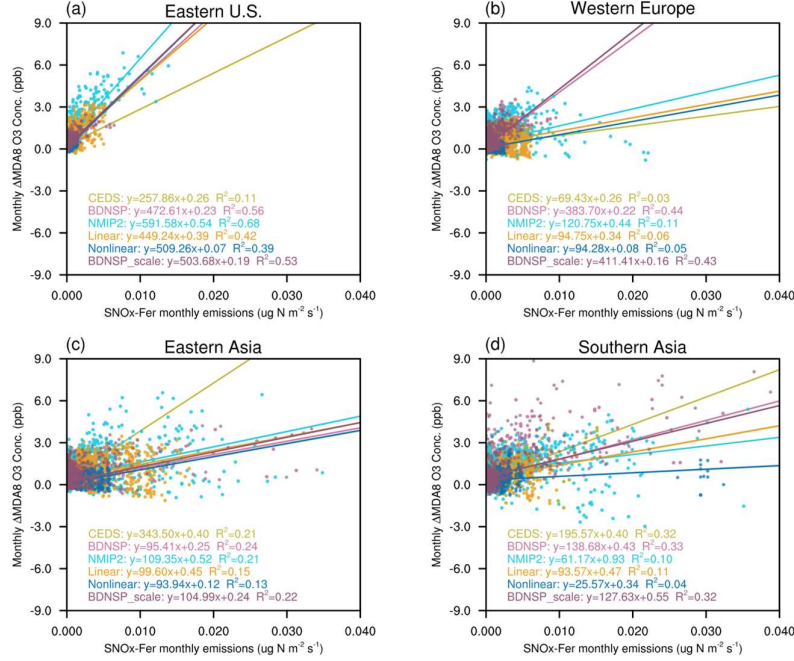 (a) Eastern U.S.
9.0
6.0
3.0
0.0
-3.0
-6.0
-9.0
Monthly ΔMDA8 O3 Conc. (ppb)
CEDS: y=257.86x+0.26 R²=0.11
BDNSP: y=472.61x+0.23 R²=0.56
NMIP2: y=591.58x+0.54 R²=0.68
Linear: y=449.24x+0.39 R²=0.42
Nonlinear: y=509.26x+0.07 R²=0.39
BDNSP_scale: y=503.68x+0.19 R²=0.53
0.000 0.010 0.020 0.030 0.040
SNOx-Fer monthly emissions (ug N m⁻² s⁻¹)
(b) Western Europe
9.0
6.0
3.0
0.0
-3.0
-6.0
-9.0
Monthly ΔMDA8 O3 Conc. (ppb)
CEDS: y=69.43x+0.26 R²=0.03
BDNSP: y=383.70x+0.22 R²=0.44
NMIP2: y=120.75x+0.44 R²=0.11
Linear: y=94.75x+0.34 R²=0.06
Nonlinear: y=94.28x+0.08 R²=0.05
BDNSP_scale: y=411.41x+0.16 R²=0.43
0.000 0.010 0.020 0.030 0.040
SNOx-Fer monthly emissions (ug N m⁻² s⁻¹)
(c) Eastern Asia
9.0
6.0
3.0
0.0
-3.0
-6.0
-9.0
Monthly ΔMDA8 O3 Conc. (ppb)
CEDS: y=343.50x+0.40 R²=0.21
BDNSP: y=95.41x+0.25 R²=0.24
NMIP2: y=109.35x+0.52 R²=0.21
Linear: y=99.60x+0.45 R²=0.15
Nonlinear: y=93.94x+0.12 R²=0.13
BDNSP_scale: y=104.99x+0.24 R²=0.22
0.000 0.010 0.020 0.030 0.040
SNOx-Fer monthly emissions (ug N m⁻² s⁻¹)
(d) Southern Asia
9.0
6.0
3.0
0.0
-3.0
-6.0
-9.0
Monthly ΔMDA8 O3 Conc. (ppb)
CEDS: y=195.57x+0.40 R²=0.32
BDNSP: y=138.68x+0.43 R²=0.33
NMIP2: y=61.17x+0.93 R²=0.10
Linear: y=93.57x+0.47 R²=0.11
Nonlinear: y=25.57x+0.34 R²=0.04
BDNSP_scale: y=127.63x+0.55 R²=0.32
0.000 0.010 0.020 0.030 0.040
SNOx-Fer monthly emissions (ug N m⁻² s⁻¹)